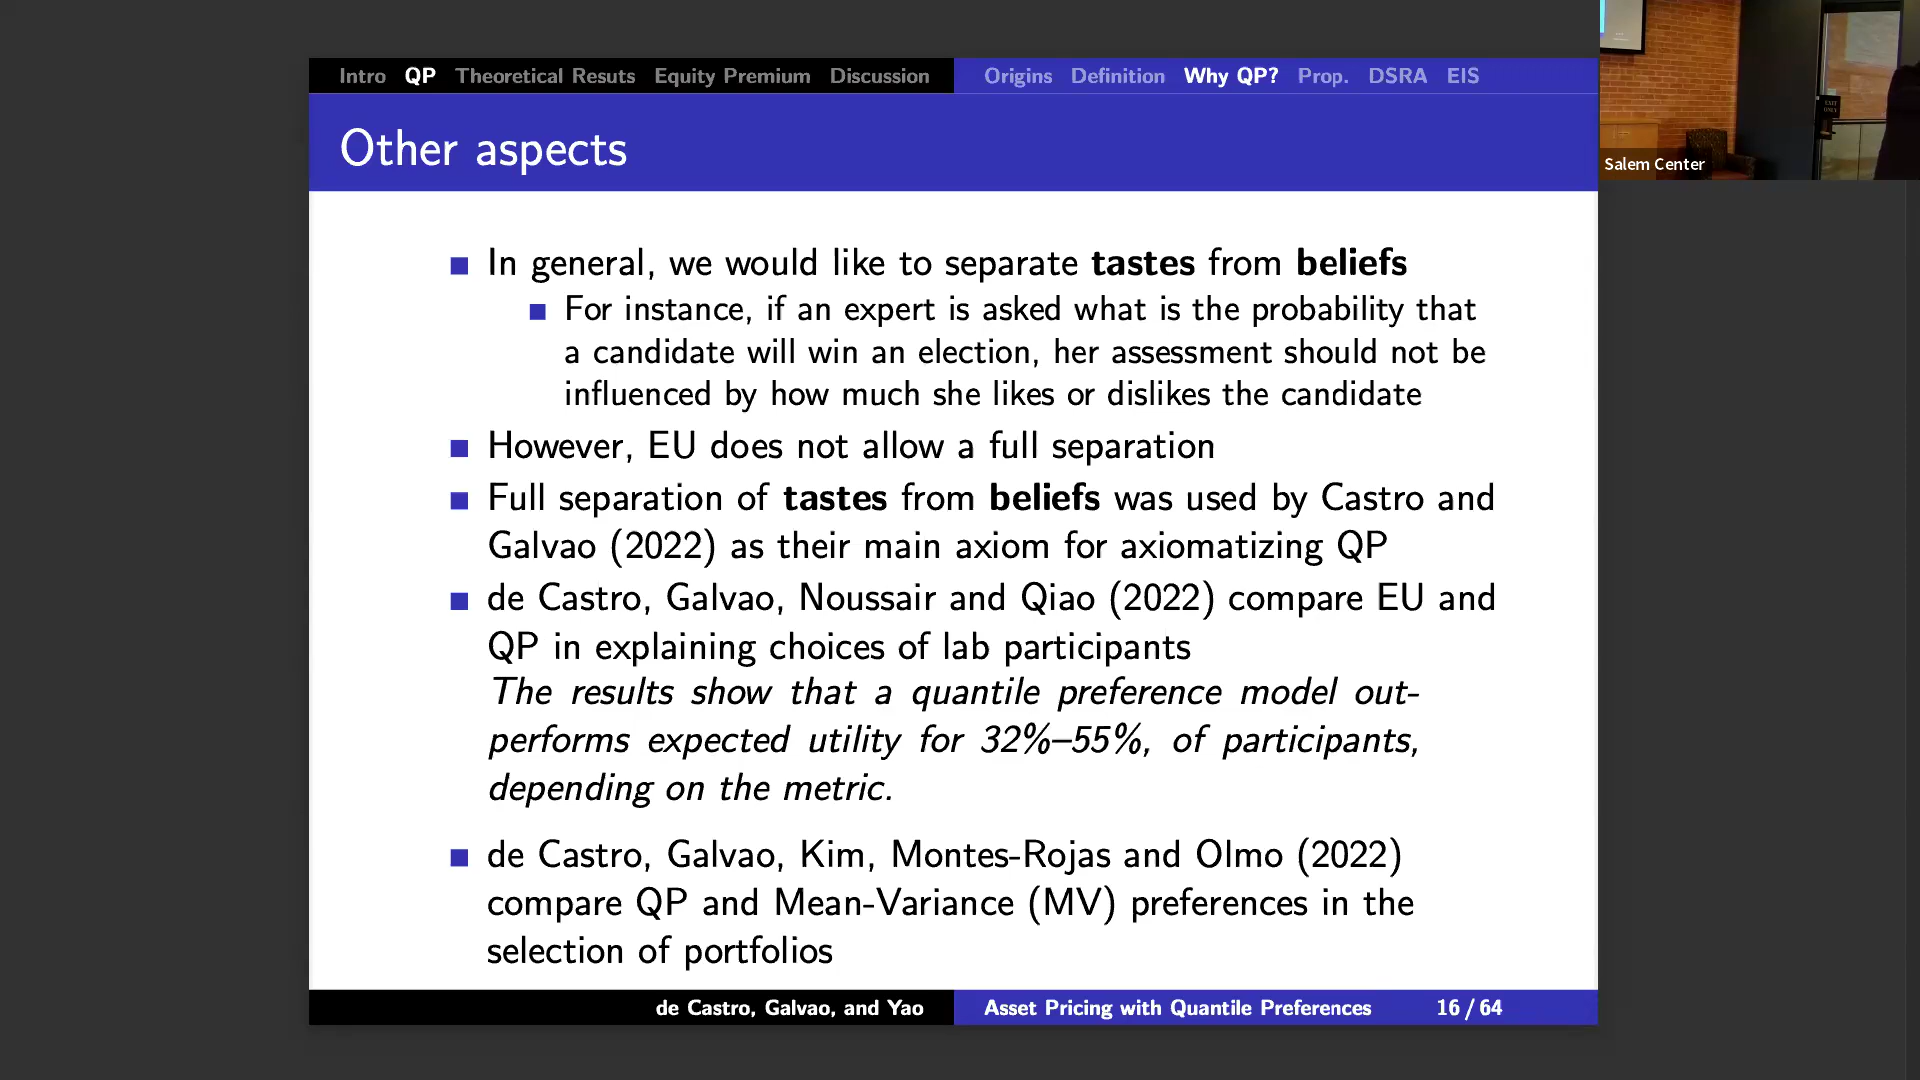 Intro QP Theoretical Resuts Equity Premium Discussion Origins Definition Why QP? Prop. DSRA EIS
Other aspects
In general, we would like to separate tastes from beliefs
For instance, if an expert is asked what is the probability that
a candidate will win an election, her assessment should not be
influenced by how much she likes or dislikes the candidate
However, EU does not allow a full separation
Full separation of tastes from beliefs was used by Castro and
Galvao (2022) as their main axiom for axiomatizing QP
de Castro, Galvao, Noussair and Qiao (2022) compare EU and
QP in explaining choices of lab participants
The results show that a quantile preference model out-
performs expected utility for 32%–55%, of participants,
depending on the metric.
de Castro, Galvao, Kim, Montes-Rojas and Olmo (2022)
compare QP and Mean-Variance (MV) preferences in the
selection of portfolios
de Castro, Galvao, and Yao Asset Pricing with Quantile Preferences 16 / 64
EXIT
ONLY
Salem Center